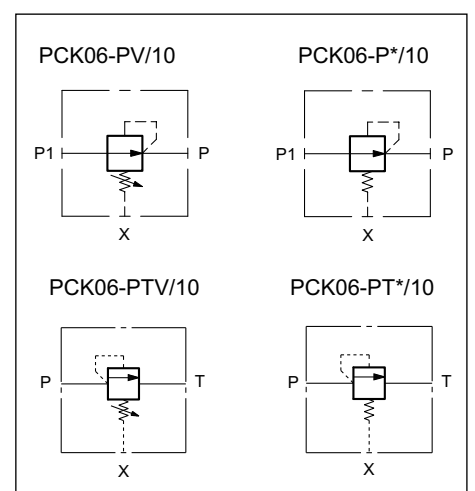 PCK06-PV/10 PCK06-P*/10
P1 P P1 P
X X
PCK06-PTV/10 PCK06-PT*/10
P T P T
X X